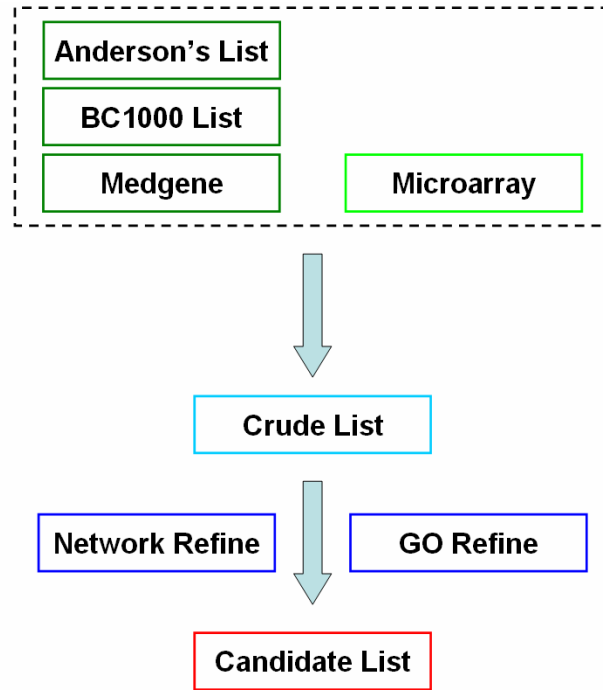 Anderson's List
BC1000 List
Medgene
Microarray
Crude List
Network Refine
GO Refine
Candidate List